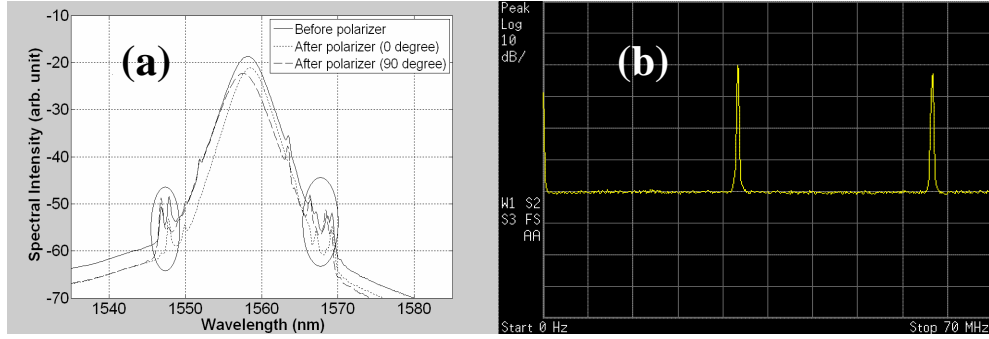 -10
-20
-30
-40
-50
-60
-70
Spectral Intensity (arb. unit)
(a)
Before polarizer
After polarizer (0 degree)
After polarizer (90 degree)
1540
1550
1560
1570
1580
Wavelength (nm)
Peak
Log
10
dB/
(b)
W1 S2
S3 FS
AA
Start 0 Hz
Stop 70 MHz